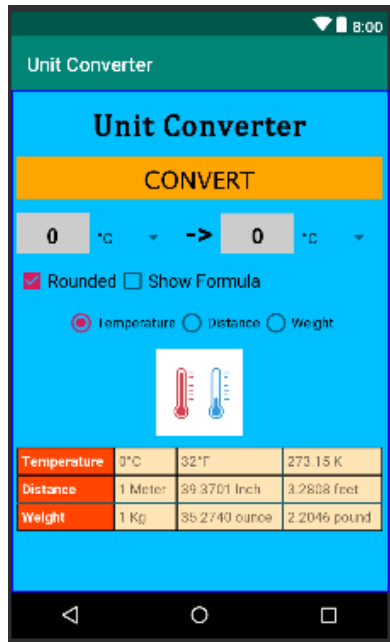 8:00
Unit Converter
Unit Converter
CONVERT
0 °C -> 0 °C
Rounded Show Formula
Temperature Distance Weight
Temperature 0°C 32°F 273.15 K
Distance 1 Meter 39.3701 Inch 3.2808 feet
Weight 1 Kg 35.2740 ounce 2.2046 pound